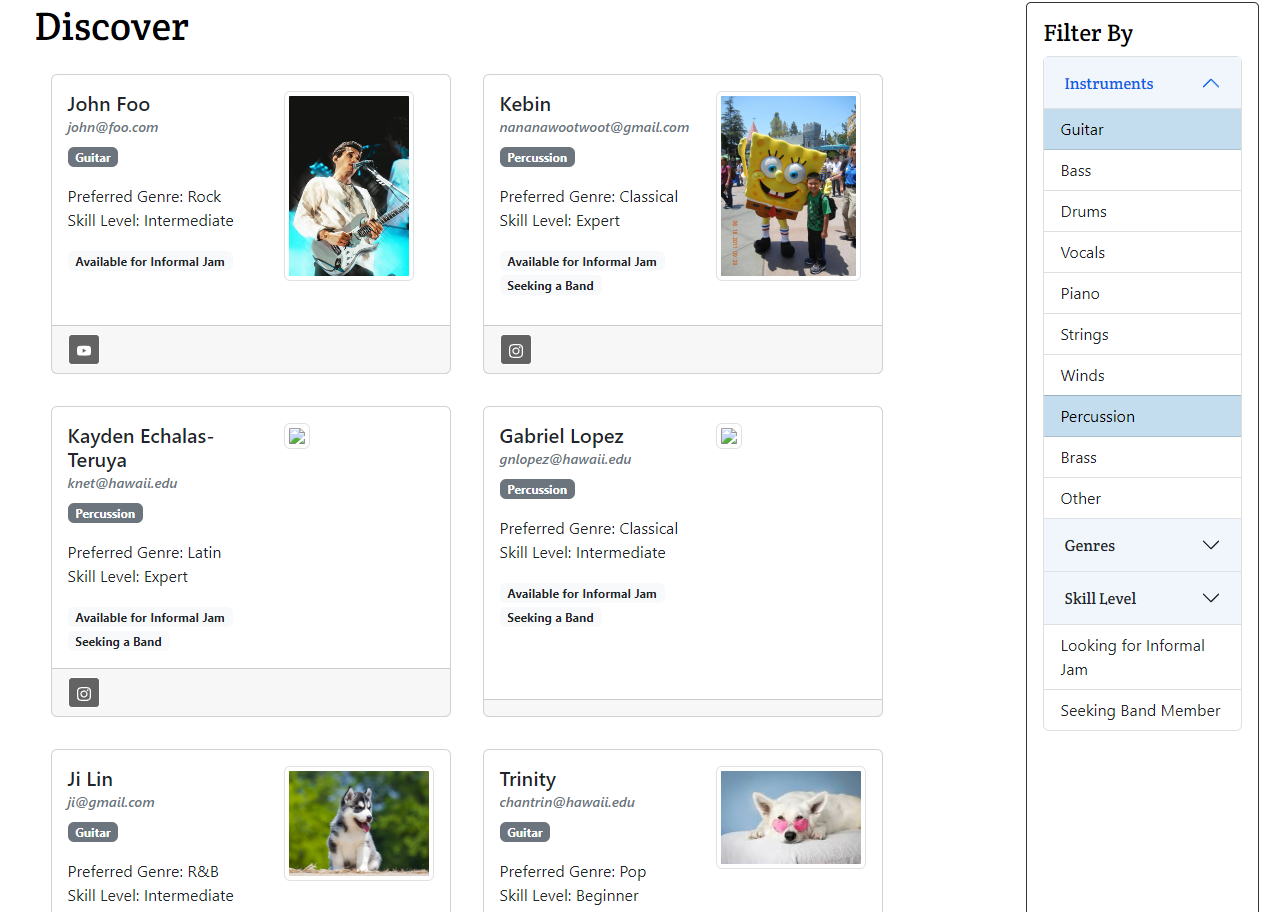 Discover
John Foo
john@foo.com
Guitar
Preferred Genre: Rock
Skill Level: Intermediate
Available for Informal Jam
Kebin
nananawootwoot@gmail.com
Percussion
Preferred Genre: Classical
Skill Level: Expert
Available for Informal Jam
Seeking a Band
Kayden Echalas-
Teruya
knet@hawaii.edu
Percussion
Preferred Genre: Latin
Skill Level: Expert
Available for Informal Jam
Seeking a Band
Gabriel Lopez
gnlopez@hawaii.edu
Percussion
Preferred Genre: Classical
Skill Level: Intermediate
Available for Informal Jam
Seeking a Band
Ji Lin
ji@gmail.com
Guitar
Preferred Genre: R&B
Skill Level: Intermediate
Trinity
chantrin@hawaii.edu
Guitar
Preferred Genre: Pop
Skill Level: Beginner
Filter By
Instruments
Guitar
Bass
Drums
Vocals
Piano
Strings
Winds
Percussion
Brass
Other
Genres
Skill Level
Looking for Informal
Jam
Seeking Band Member